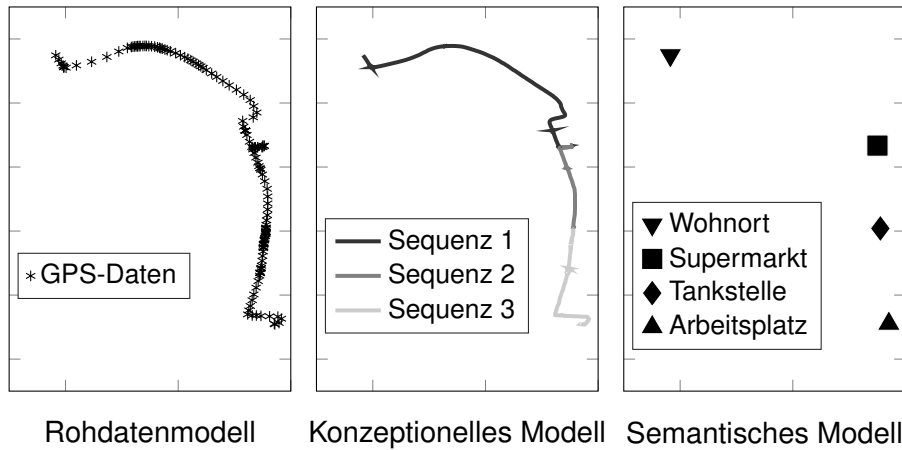 GPS-Daten
Sequenz 1
Sequenz 2
Sequenz 3
Wohnort
Supermarkt
Tankstelle
Arbeitsplatz
Rohdatenmodell
Konzeptionelles Modell
Semantisches Modell